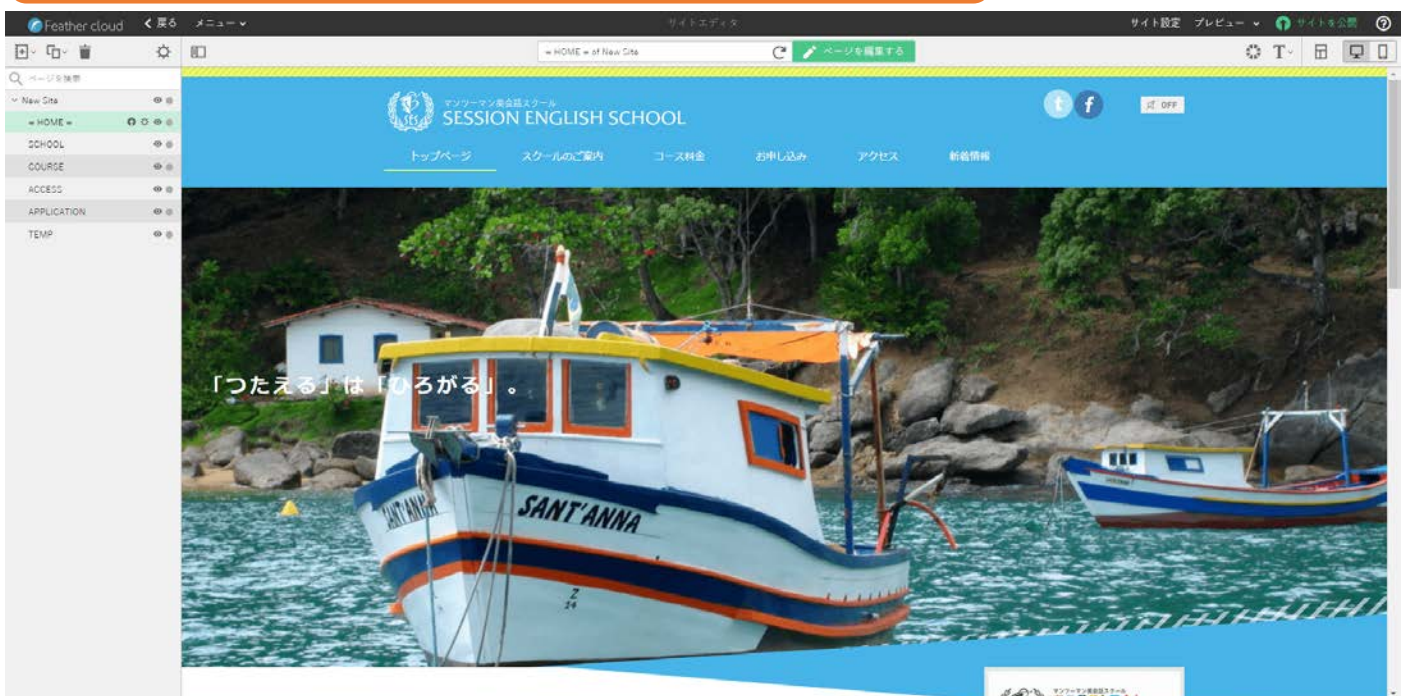 Feather cloud
戻る
メニュー
サイトエディタ
サイト設定
プレビュー
サイトを公開
?
= HOME = of New Site
ページを編集する
T
ページを検索
New Site
= HOME =
SCHOOL
COURSE
ACCESS
APPLICATION
TEMP
マンツーマン英会話スクール
SES
SESSION ENGLISH SCHOOL
t
f
OFF
トップページ
スクールのご案内
コース料金
お申し込み
アクセス
新着情報
「つたえる」は「ひろがる」。
SANT'ANNA
SANT'ANNA
Z
14
マンツーマン英会話スクール